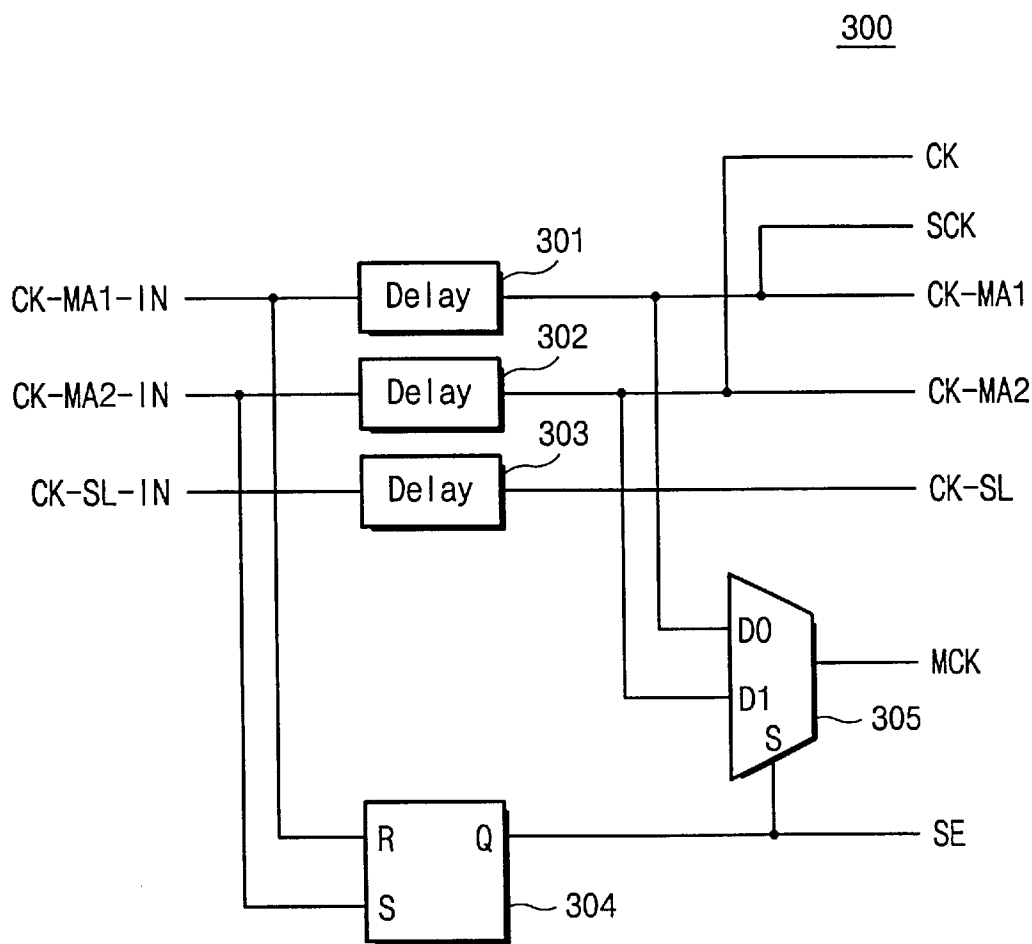 300
CK
SCK
301
CK-MA1-IN
Delay
CK-MA1
302
CK-MA2-IN
Delay
CK-MA2
303
CK-SL-IN
Delay
CK-SL
D0
MCK
D1
305
S
R
Q
SE
S
304